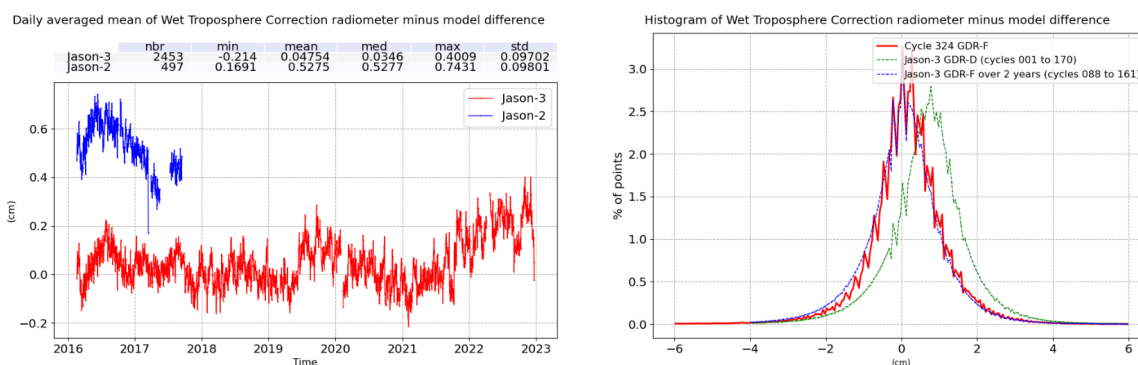 Daily averaged mean of Wet Troposphere Correction radiometer minus model difference
nbr min mean med max std
Jason-3 2453 -0.214 0.04754 0.0346 0.4009 0.09702
Jason-2 497 0.1691 0.5275 0.5277 0.7431 0.09801
Jason-3
Jason-2
0.6
0.4
0.2
0.0
−0.2
(cm)
2016 2017 2018 2019 2020 2021 2022 2023
Time
Histogram of Wet Troposphere Correction radiometer minus model difference
Cycle 324 GDR-F
Jason-3 GDR-D (cycles 001 to 170)
Jason-3 GDR-F over 2 years (cycles 088 to 161)
3.0
2.5
2.0
1.5
1.0
0.5
0.0
% of points
−6 −4 −2 0 2 4 6
(cm)